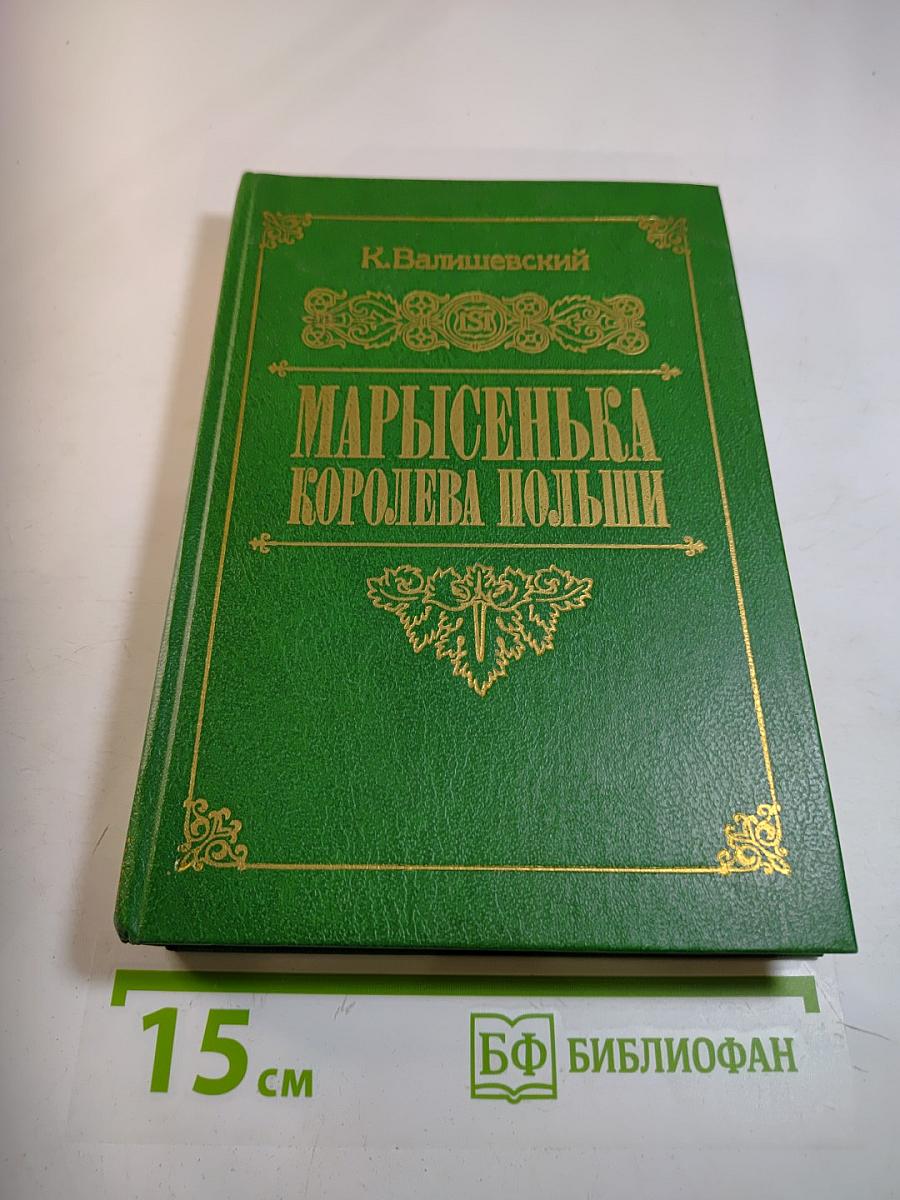 К.Валишевский
МАРЫСЕНЬКА
КОРОЛЕВА ПОЛЬШИ
15 см
БФ БИБЛИОФАН